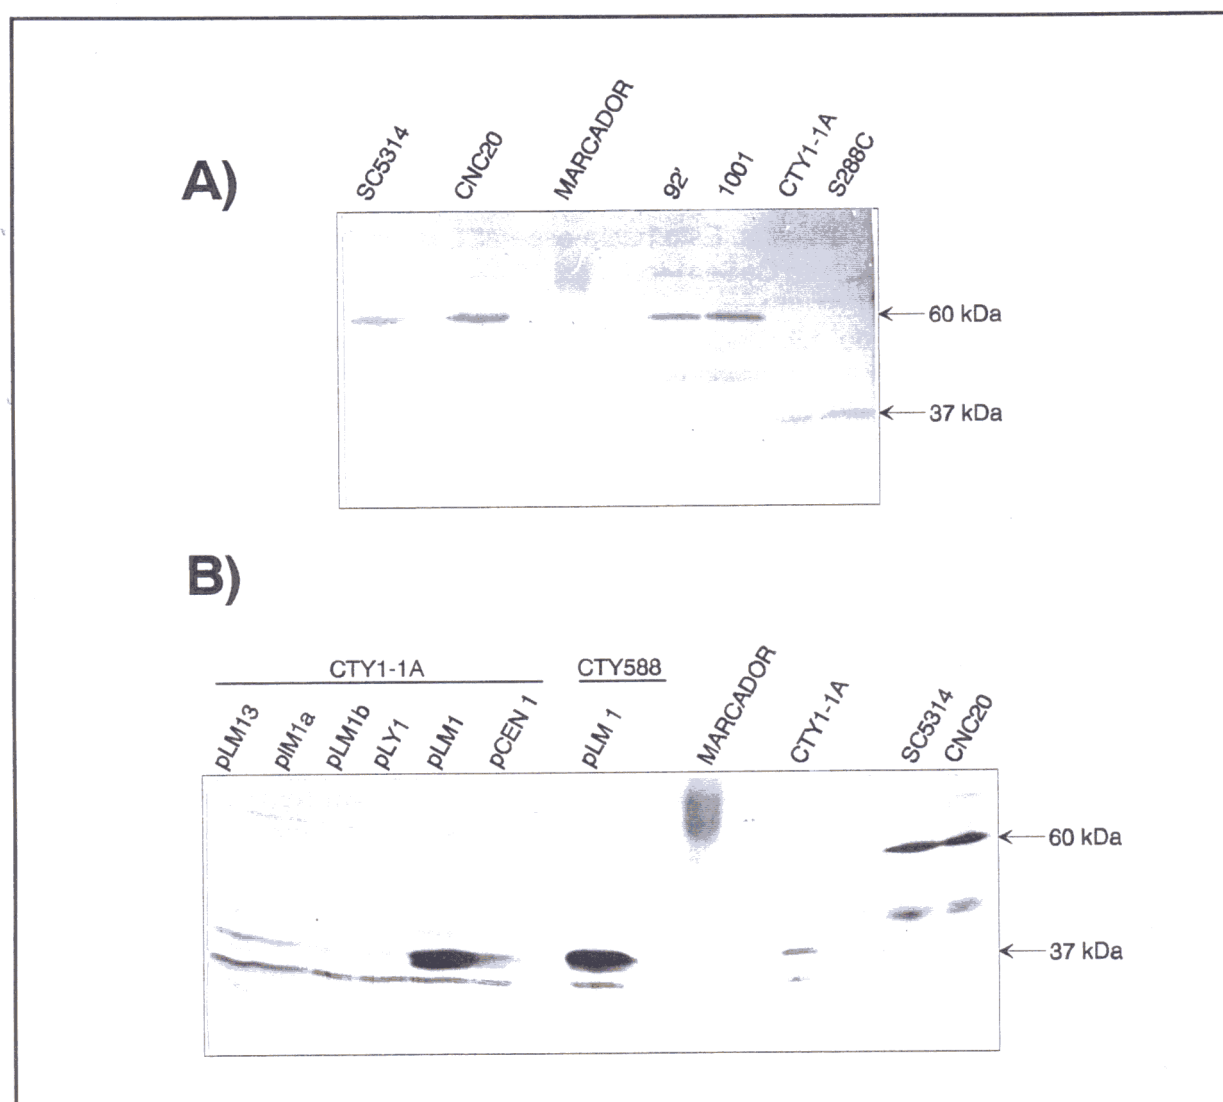 A)
SC5314 CNC20 MARCADOR 92' 1001 CTY1-1A S288C
60 kDa
37 kDa
B)
CTY1-1A CTY588
pLM13 pIM1a pLM1b pLY1 pLM1 pCEN 1 pLM 1 MARCADOR CTY1-1A SC5314 CNC20
60 kDa
37 kDa